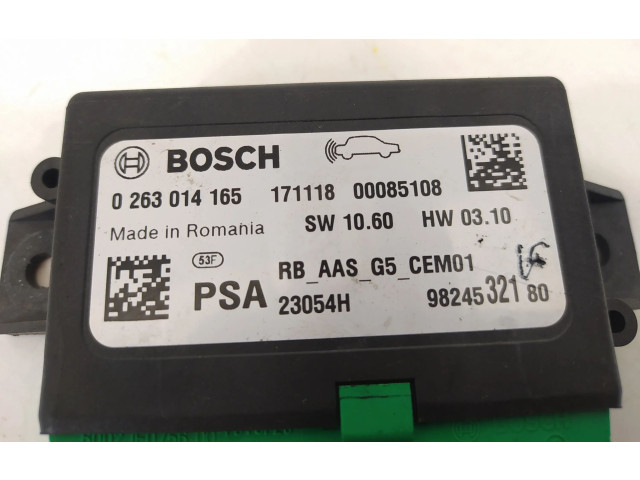 BOSCH
0 263 014 165 171118 00085108
Made in Romania SW 10.60 HW 03.10
53F RB_AAS_G5_CEM01
PSA 23054H 98245 321 80